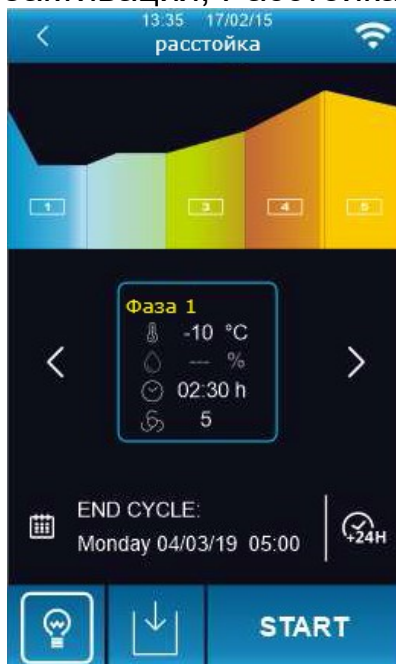 13:35 17/02/15
расстойка
1
3
4
5
Фаза 1
-10 °C
--- %
02:30 h
5
END CYCLE:
Monday 04/03/19 05:00
+24H
START